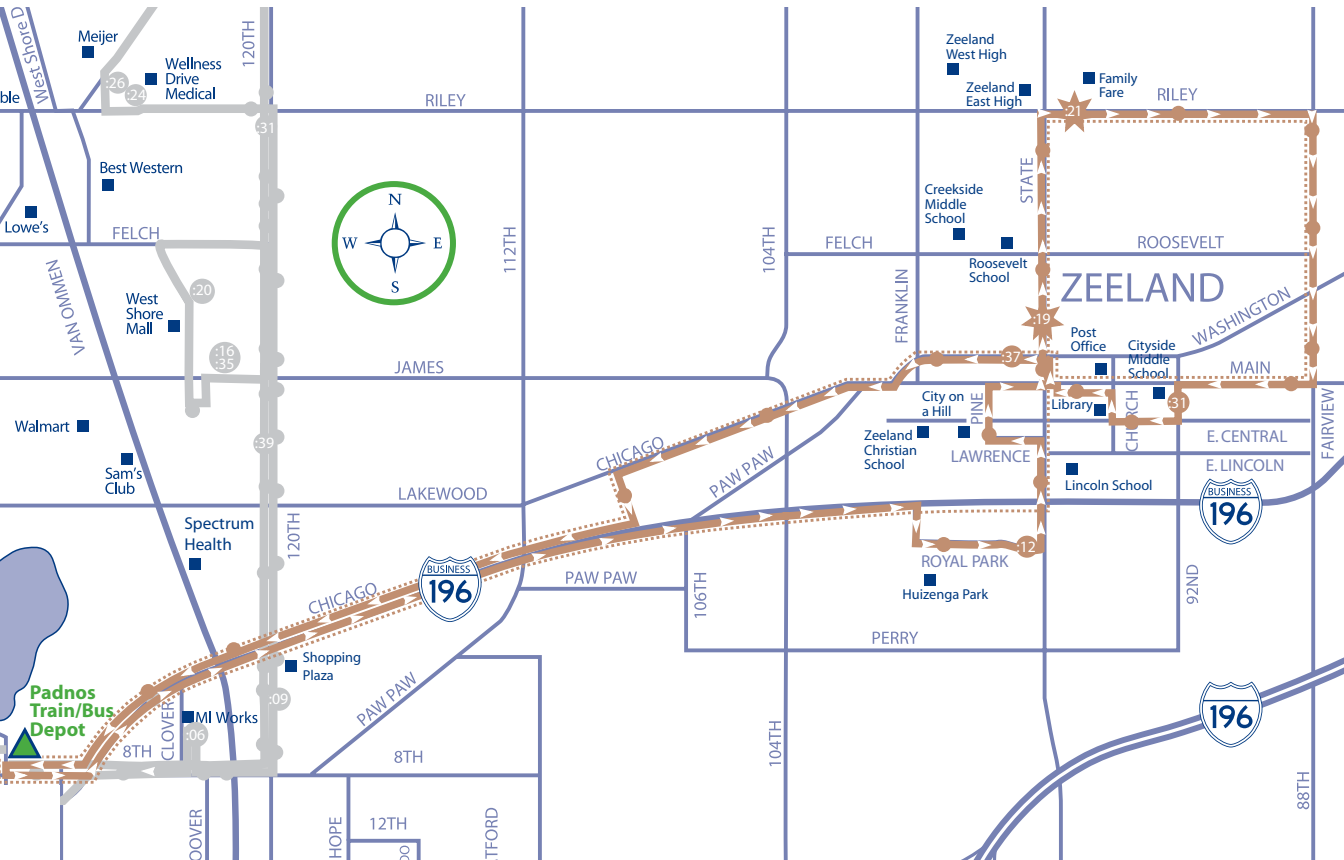 West Shore D
Meijer
:26
:24
Wellness
Drive
Medical
120TH
ble
RILEY
:31
Zeeland
West High
Zeeland
East High
Family
Fare
:21
RILEY
Best Western
Lowe's
FELCH
VAN OMMEN
West
Shore
Mall
:20
:16
:35
N
W
E
S
112TH
104TH
FELCH
FRANKLIN
Creekside
Middle
School
Roosevelt
School
STATE
ROOSEVELT
ZEELAND
WASHINGTON
:19
Post
Office
Cityside
Middle
School
MAIN
:37
JAMES
Walmart
Sam's
Club
:39
CHICAGO
PAW PAW
City on
a Hill
PINE
Zeeland
Christian
School
LAWRENCE
Library
CHURCH
:31
E. CENTRAL
E. LINCOLN
FAIRVIEW
Lincoln School
LAKEWOOD
BUSINESS
196
Spectrum
Health
120TH
:12
ROYAL PARK
Huizenga Park
BUSINESS
196
CHICAGO
PAW PAW
106TH
92ND
PERRY
Shopping
Plaza
PAW PAW
:09
Padnos
Train/Bus
Depot
CLOVER
MI Works
:06
8TH
8TH
104TH
196
88TH
OOVER
HOPE
12TH
TFORD
OO